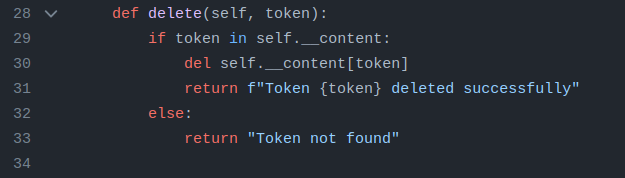 28 def delete(self, token):
29 if token in self.__content:
30 del self.__content[token]
31 return f"Token {token} deleted successfully"
32 else:
33 return "Token not found"
34